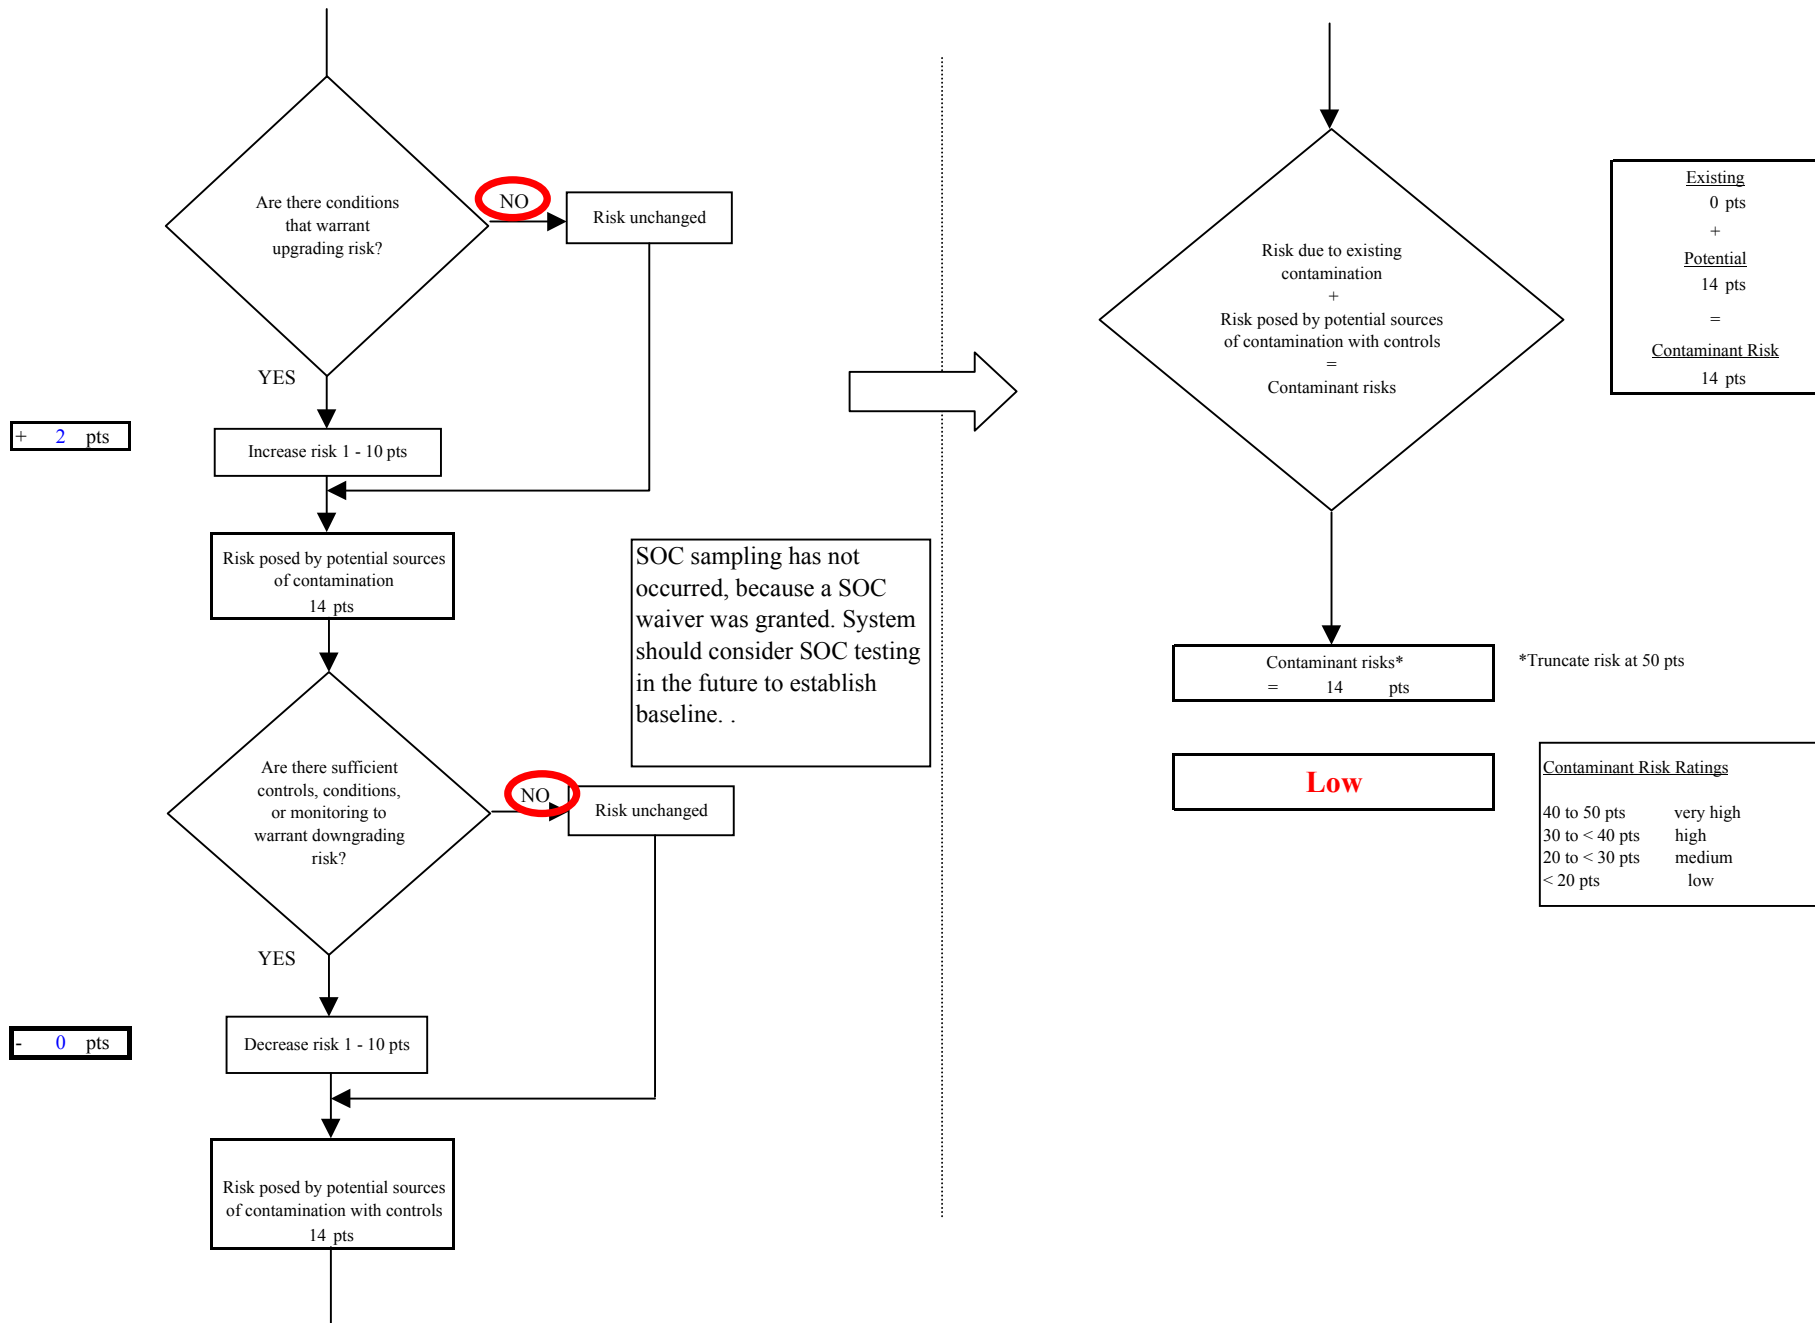 Are there conditions
that warrant
upgrading risk?
NO
Risk unchanged
YES
+ 2 pts
Increase risk 1 - 10 pts
Risk posed by potential sources
of contamination
14 pts
SOC sampling has not
occurred, because a SOC
waiver was granted. System
should consider SOC testing
in the future to establish
baseline. .
Are there sufficient
controls, conditions,
or monitoring to
warrant downgrading
risk?
NO
Risk unchanged
YES
- 0 pts
Decrease risk 1 - 10 pts
Risk posed by potential sources
of contamination with controls
14 pts
Risk due to existing
contamination
+
Risk posed by potential sources
of contamination with controls
=
Contaminant risks
Existing
0 pts
+
Potential
14 pts
=
Contaminant Risk
14 pts
Contaminant risks*
= 14 pts
*Truncate risk at 50 pts
Low
Contaminant Risk Ratings
40 to 50 pts very high
30 to < 40 pts high
20 to < 30 pts medium
< 20 pts low